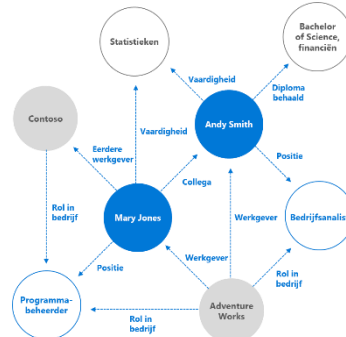 Bachelor
of Science,
financiën
Statistieken
Vaardigheid
Diploma
behaald
Contoso
Andy Smith
Eerdere
werkgever
Vaardigheid
Positie
Collega
Rol in
bedrijf
Mary Jones
Werkgever
Bedrijfsanalis
Positie
Werkgever
Rol in
bedrijf
Programma-
beheerder
Adventure
Works
Rol in
bedrijf